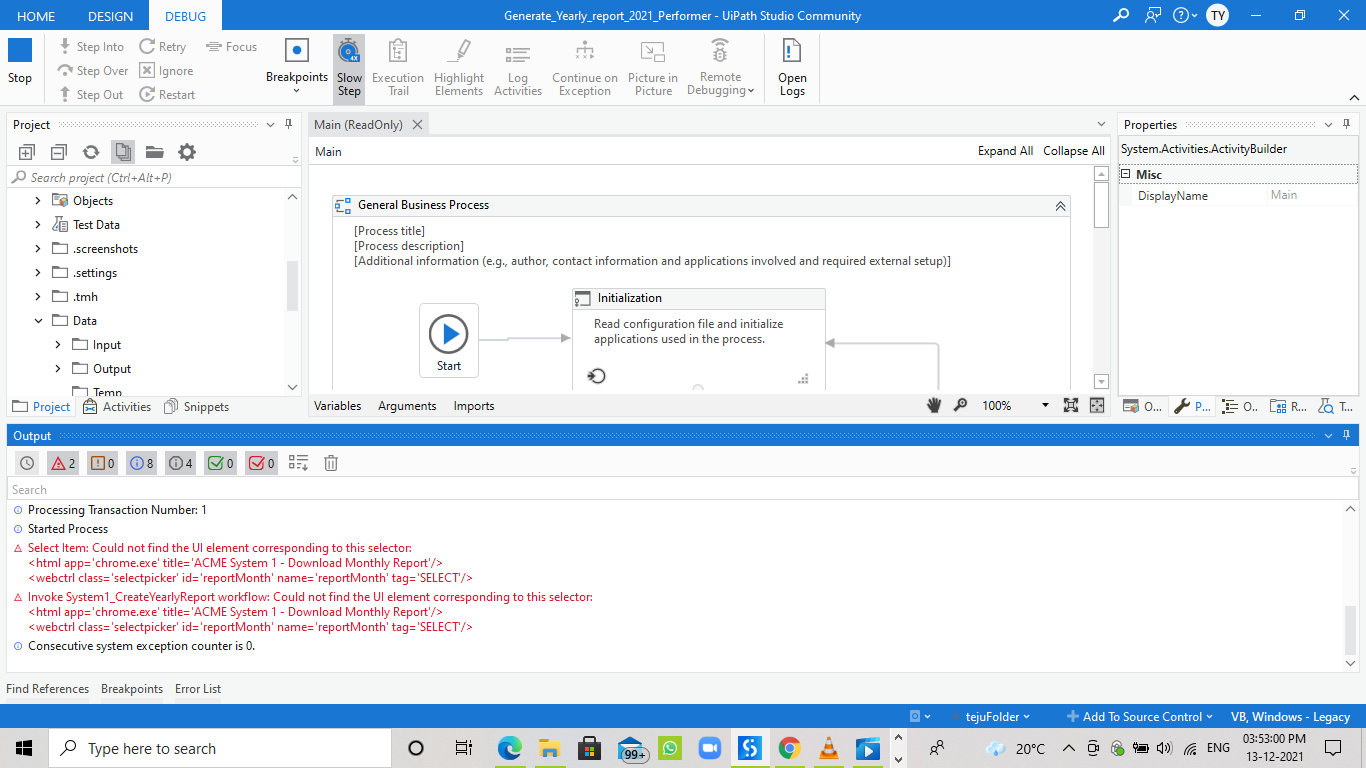 HOME DESIGN DEBUG Generate_Yearly_report_2021_Performer - UiPath Studio Community TY
Stop
Step Into Retry Focus
Step Over Ignore
Step Out Restart
Breakpoints
Slow Step
Execution Trail
Highlight Elements
Log Activities
Continue on Exception
Picture in Picture
Remote Debugging
Open Logs
Project
Search project (Ctrl+Alt+P)
Objects
Test Data
.screenshots
.settings
.tmh
Data
Input
Output
Temp
Project Activities Snippets
Main (ReadOnly)
Main Expand All Collapse All
General Business Process
[Process title]
[Process description]
[Additional information (e.g., author, contact information and applications involved and required external setup)]
Start
Initialization
Read configuration file and initialize
applications used in the process.
Variables Arguments Imports 100%
Properties
System.Activities.ActivityBuilder
Misc
DisplayName Main
O... P... O.. R... T...
Output
2 0 8 4 0 0
Search
Processing Transaction Number: 1
Started Process
Select Item: Could not find the UI element corresponding to this selector:
<html app='chrome.exe' title='ACME System 1 - Download Monthly Report'/>
<webctrl class='selectpicker' id='reportMonth' name='reportMonth' tag='SELECT'/>
Invoke System1_CreateYearlyReport workflow: Could not find the UI element corresponding to this selector:
<html app='chrome.exe' title='ACME System 1 - Download Monthly Report'/>
<webctrl class='selectpicker' id='reportMonth' name='reportMonth' tag='SELECT'/>
Consecutive system exception counter is 0.
Find References Breakpoints Error List
tejuFolder Add To Source Control VB, Windows - Legacy
Type here to search
99+
20°C
ENG
03:53:00 PM
13-12-2021